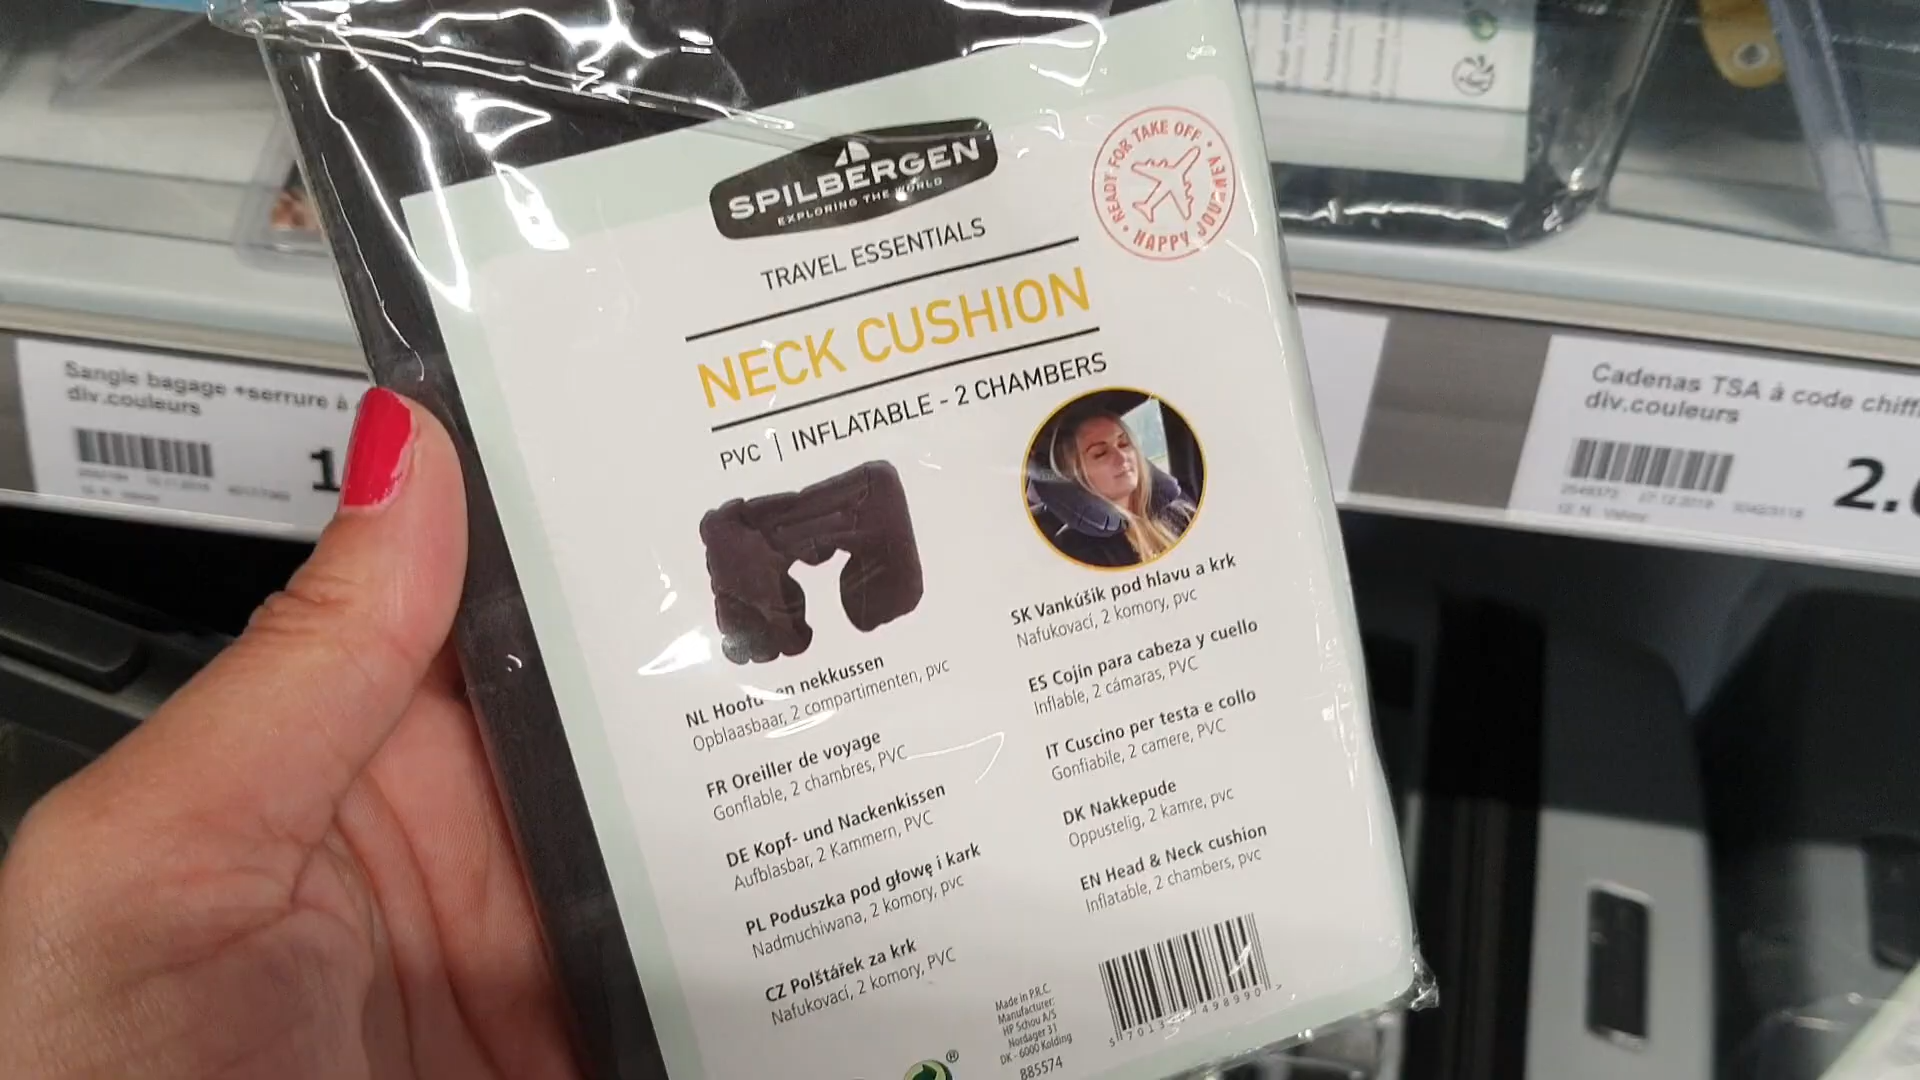 SPILBERGEN
EXPLORING THE WORLD
READY FOR TAKE OFF • HAPPY JOURNEY •
TRAVEL ESSENTIALS
NECK CUSHION
PVC | INFLATABLE - 2 CHAMBERS
NL en nekkussen
Opblaasbaar, 2 compartimenten, pvc
FR Oreiller de voyage
Gonflable, 2 chambres, PVC
DE Kopf- und Nackenkissen
Aufblasbar, 2 Kammern, PVC
PL Poduszka pod głowę i kark
Nadmuchiwana, 2 komory, pvc
CZ Polštářek za krk
Nafukovací, 2 komory, PVC
SK Vankúšik pod hlavu a krk
Nafukovací, 2 komory, pvc
ES Cojín para cabeza y cuello
Inflable, 2 cámaras, PVC
IT Cuscino per testa e collo
Gonfiabile, 2 camere, PVC
DK Nakkepude
Oppustelig, 2 kamre, pvc
EN Head & Neck cushion
Inflatable, 2 chambers, pvc
Made in P.R.C.
Manufacturer:
HP Schou A/S
Nordager 31
DK - 6000 Kolding
885574
®
Sangle bagage +serrure à
div.couleurs
Cadenas TSA à code
div.couleurs